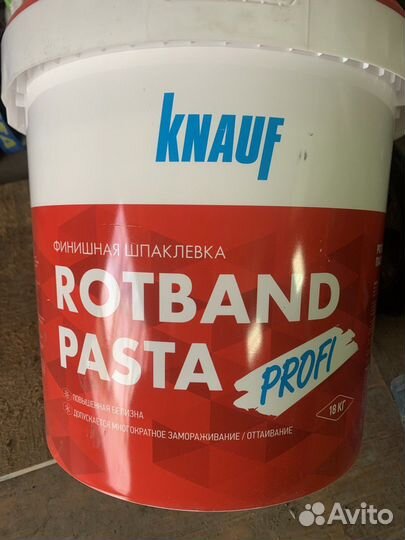 KNAUF
ФИНИШНАЯ ШПАКЛЕВКА
ROTBAND
PASTA
PROFI
18 КГ
ПОВЫШЕННАЯ БЕЛИЗНА
ДОПУСКАЕТСЯ МНОГОКРАТНОЕ ЗАМОРАЖИВАНИЕ / ОТТАИВАНИЕ
Avito